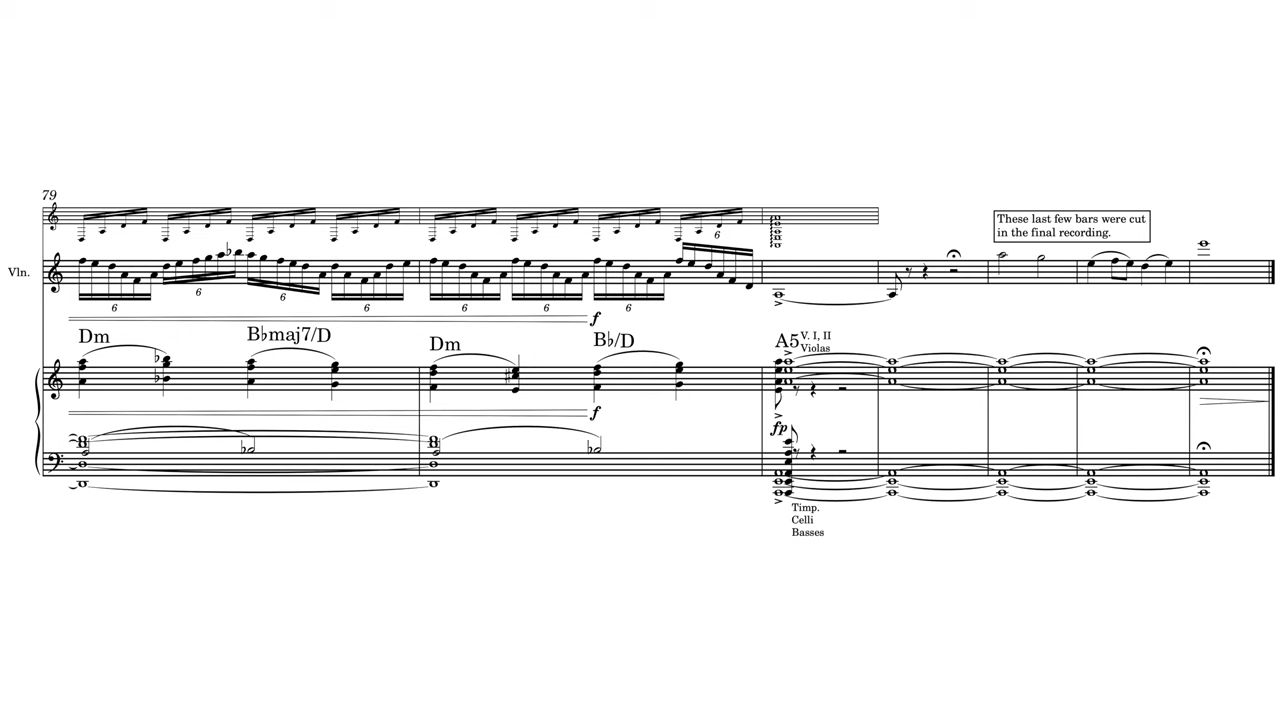 79
6
These last few bars were cut
in the final recording.
Vln.
6
6
6
6
6
6
6
f
Dm
B♭maj7/D
Dm
B♭/D
A5
V. I, II
Violas
f
fp
Timp.
Celli
Basses